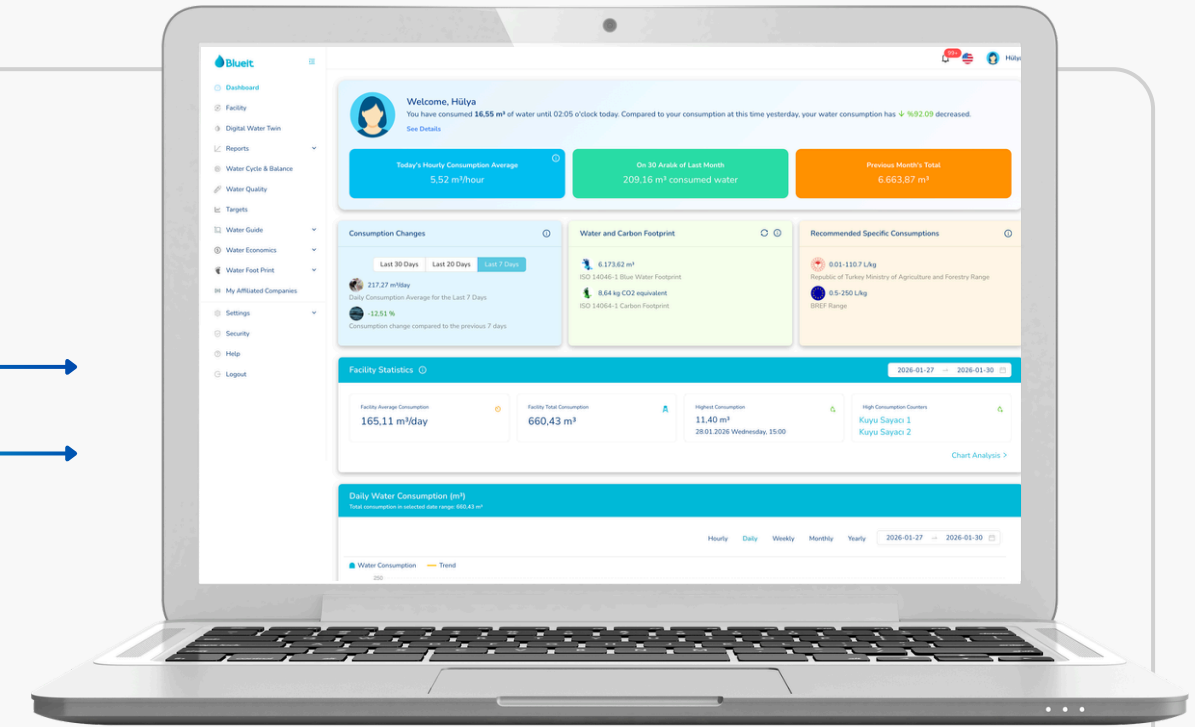 Blueit
99+
Hülya
Dashboard
Facility
Digital Water Twin
Reports
Water Cycle & Balance
Water Quality
Targets
Water Guide
Water Economics
Water Foot Print
My Affiliated Companies
Settings
Security
Help
Logout
Welcome, Hülya
You have consumed 16,55 m³ of water until 02:05 o'clock today. Compared to your consumption at this time yesterday, your water consumption has ↓ %92.09 decreased.
See Details
Today's Hourly Consumption Average
5,52 m³/hour
On 30 Aralık of Last Month
209,16 m³ consumed water
Previous Month's Total
6.663,87 m³
Consumption Changes
Last 30 Days Last 20 Days Last 7 Days
217,27 m³/day
Daily Consumption Average for the Last 7 Days
-12.51 %
Consumption change compared to the previous 7 days
Water and Carbon Footprint
6.173,62 m³
ISO 14046-1 Blue Water Footprint
8,64 kg CO2 equivalent
ISO 14064-1 Carbon Footprint
Recommended Specific Consumptions
0.01-110.7 L/kg
Republic of Turkey Ministry of Agriculture and Forestry Range
0.5-250 L/kg
BREF Range
Facility Statistics
2026-01-27 → 2026-01-30
Facility Average Consumption
165,11 m³/day
Facility Total Consumption
660,43 m³
Highest Consumption
11,40 m³
28.01.2026 Wednesday, 15:00
High Consumption Counters
Kuyu Sayacı 1
Kuyu Sayacı 2
Chart Analysis >
Daily Water Consumption (m³)
Total consumption in selected date range: 660,43 m³
Hourly Daily Weekly Monthly Yearly 2026-01-27 → 2026-01-30
Water Consumption Trend